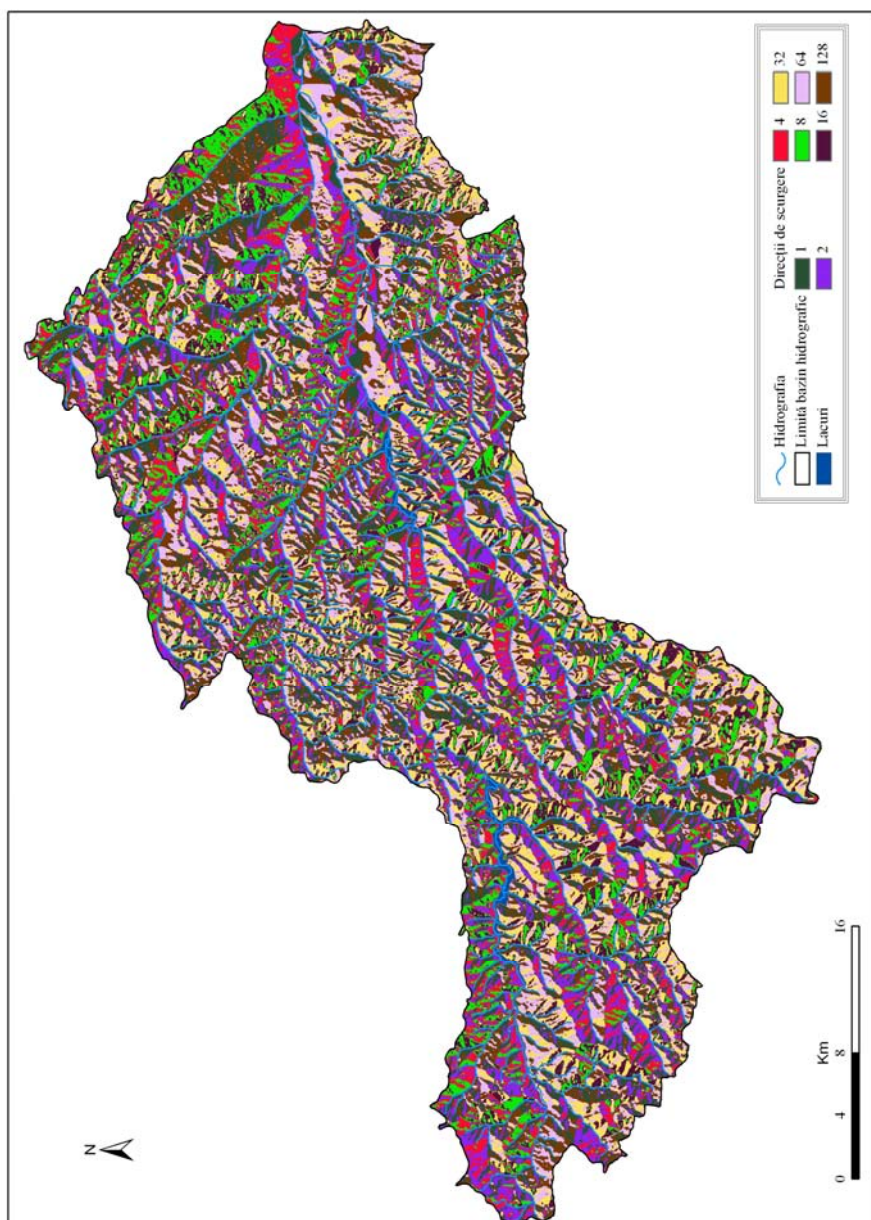 N
Km
0 4 8 16
Hidrografia
Limită bazin hidrografic
Lacuri
Direcții de scurgere
1
2
4
8
16
32
64
128